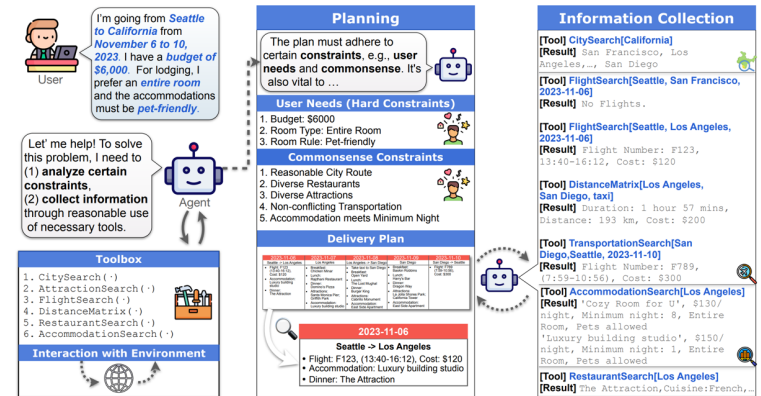 I'm going from Seattle
to California from
November 6 to 10,
2023. I have a budget of
$6,000. For lodging, I
prefer an entire room
and the accommodations
must be pet-friendly.
User
Let' me help! To solve
this problem, I need to
(1) analyze certain
constraints,
(2) collect information
through reasonable use
of necessary tools.
Agent
Toolbox
1. CitySearch(·)
2. AttractionSearch(·)
3. FlightSearch(·)
4. DistanceMatrix(·)
5. RestaurantSearch(·)
6. AccommodationSearch(·)
Interaction with Environment
Planning
The plan must adhere to
certain constraints, e.g., user
needs and commonsense. It's
also vital to …
User Needs (Hard Constraints)
1. Budget: $6000
2. Room Type: Entire Room
3. Room Rule: Pet-friendly
Commonsense Constraints
1. Reasonable City Route
2. Diverse Restaurants
3. Diverse Attractions
4. Non-conflicting Transportation
5. Accommodation meets Minimum Night
Delivery Plan
2023-11-06
Seattle -> Los Angeles
• Flight: F123, (13:40-16:12), Cost: $120
• Accommodation: Luxury building studio
• Dinner: The Attraction
Information Collection
[Tool] CitySearch[California]
[Result] San Francisco, Los
Angeles,…, San Diego
[Tool] FlightSearch[Seattle, San Francisco,
2023-11-06]
[Result] No Flights.
[Tool] FlightSearch[Seattle, Los Angeles,
2023-11-06]
[Result] Flight Number: F123,
13:40-16:12, Cost: $120
[Tool] DistanceMatrix[Los Angeles,
San Diego, taxi]
[Result] Duration: 1 hour 57 mins,
Distance: 193 km, Cost: $200
[Tool] TransportationSearch[San
Diego,Seattle, 2023-11-10]
[Result] Flight Number: F789,
(7:59-10:56), Cost: $300
[Tool] AccommodationSearch[Los Angeles]
[Result] 'Cozy Room for U', $130/
night, Minimum night: 8, Entire
Room, Pets allowed
'Luxury building studio', $150/
night, Minimum night: 1, Entire
Room, Pets allowed
[Tool] RestaurantSearch[Los Angeles]
[Result] The Attraction,Cuisine:French,…